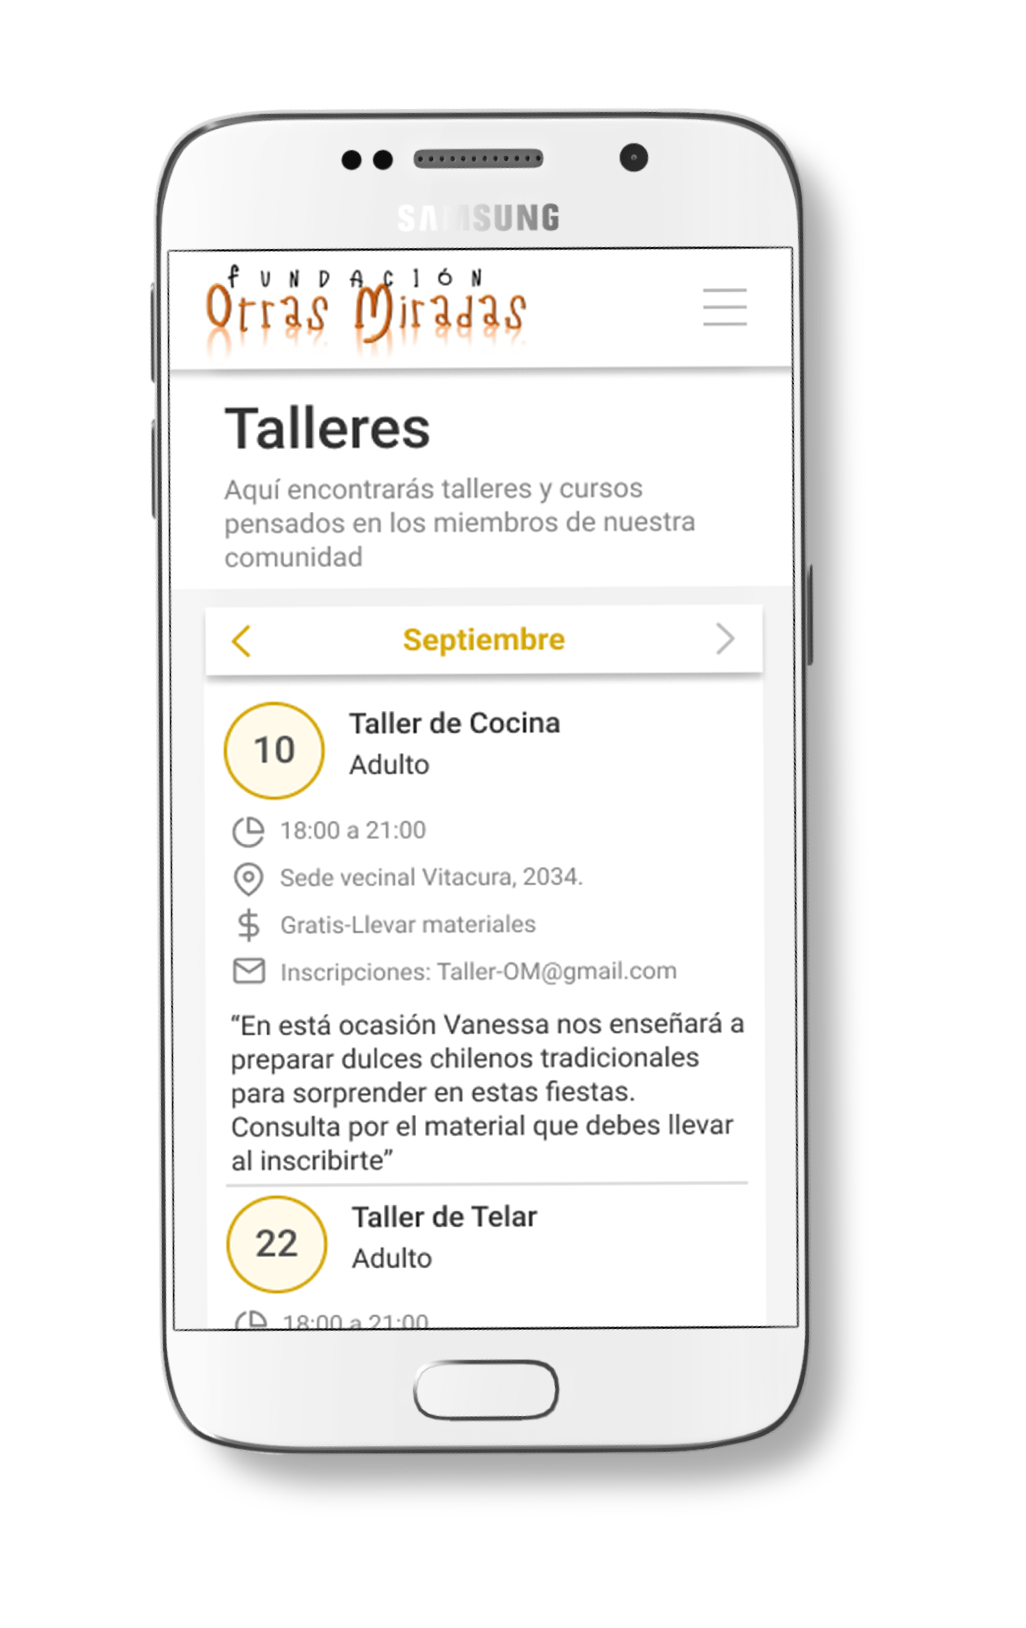 SAMSUNG
FUNDACIÓN
Otras Miradas
Talleres
Aquí encontrarás talleres y cursos
pensados en los miembros de nuestra
comunidad
Septiembre
10
Taller de Cocina
Adulto
18:00 a 21:00
Sede vecinal Vitacura, 2034.
Gratis-Llevar materiales
Inscripciones: Taller-OM@gmail.com
“En está ocasión Vanessa nos enseñará a
preparar dulces chilenos tradicionales
para sorprender en estas fiestas.
Consulta por el material que debes llevar
al inscribirte”
22
Taller de Telar
Adulto
18:00 a 21:00